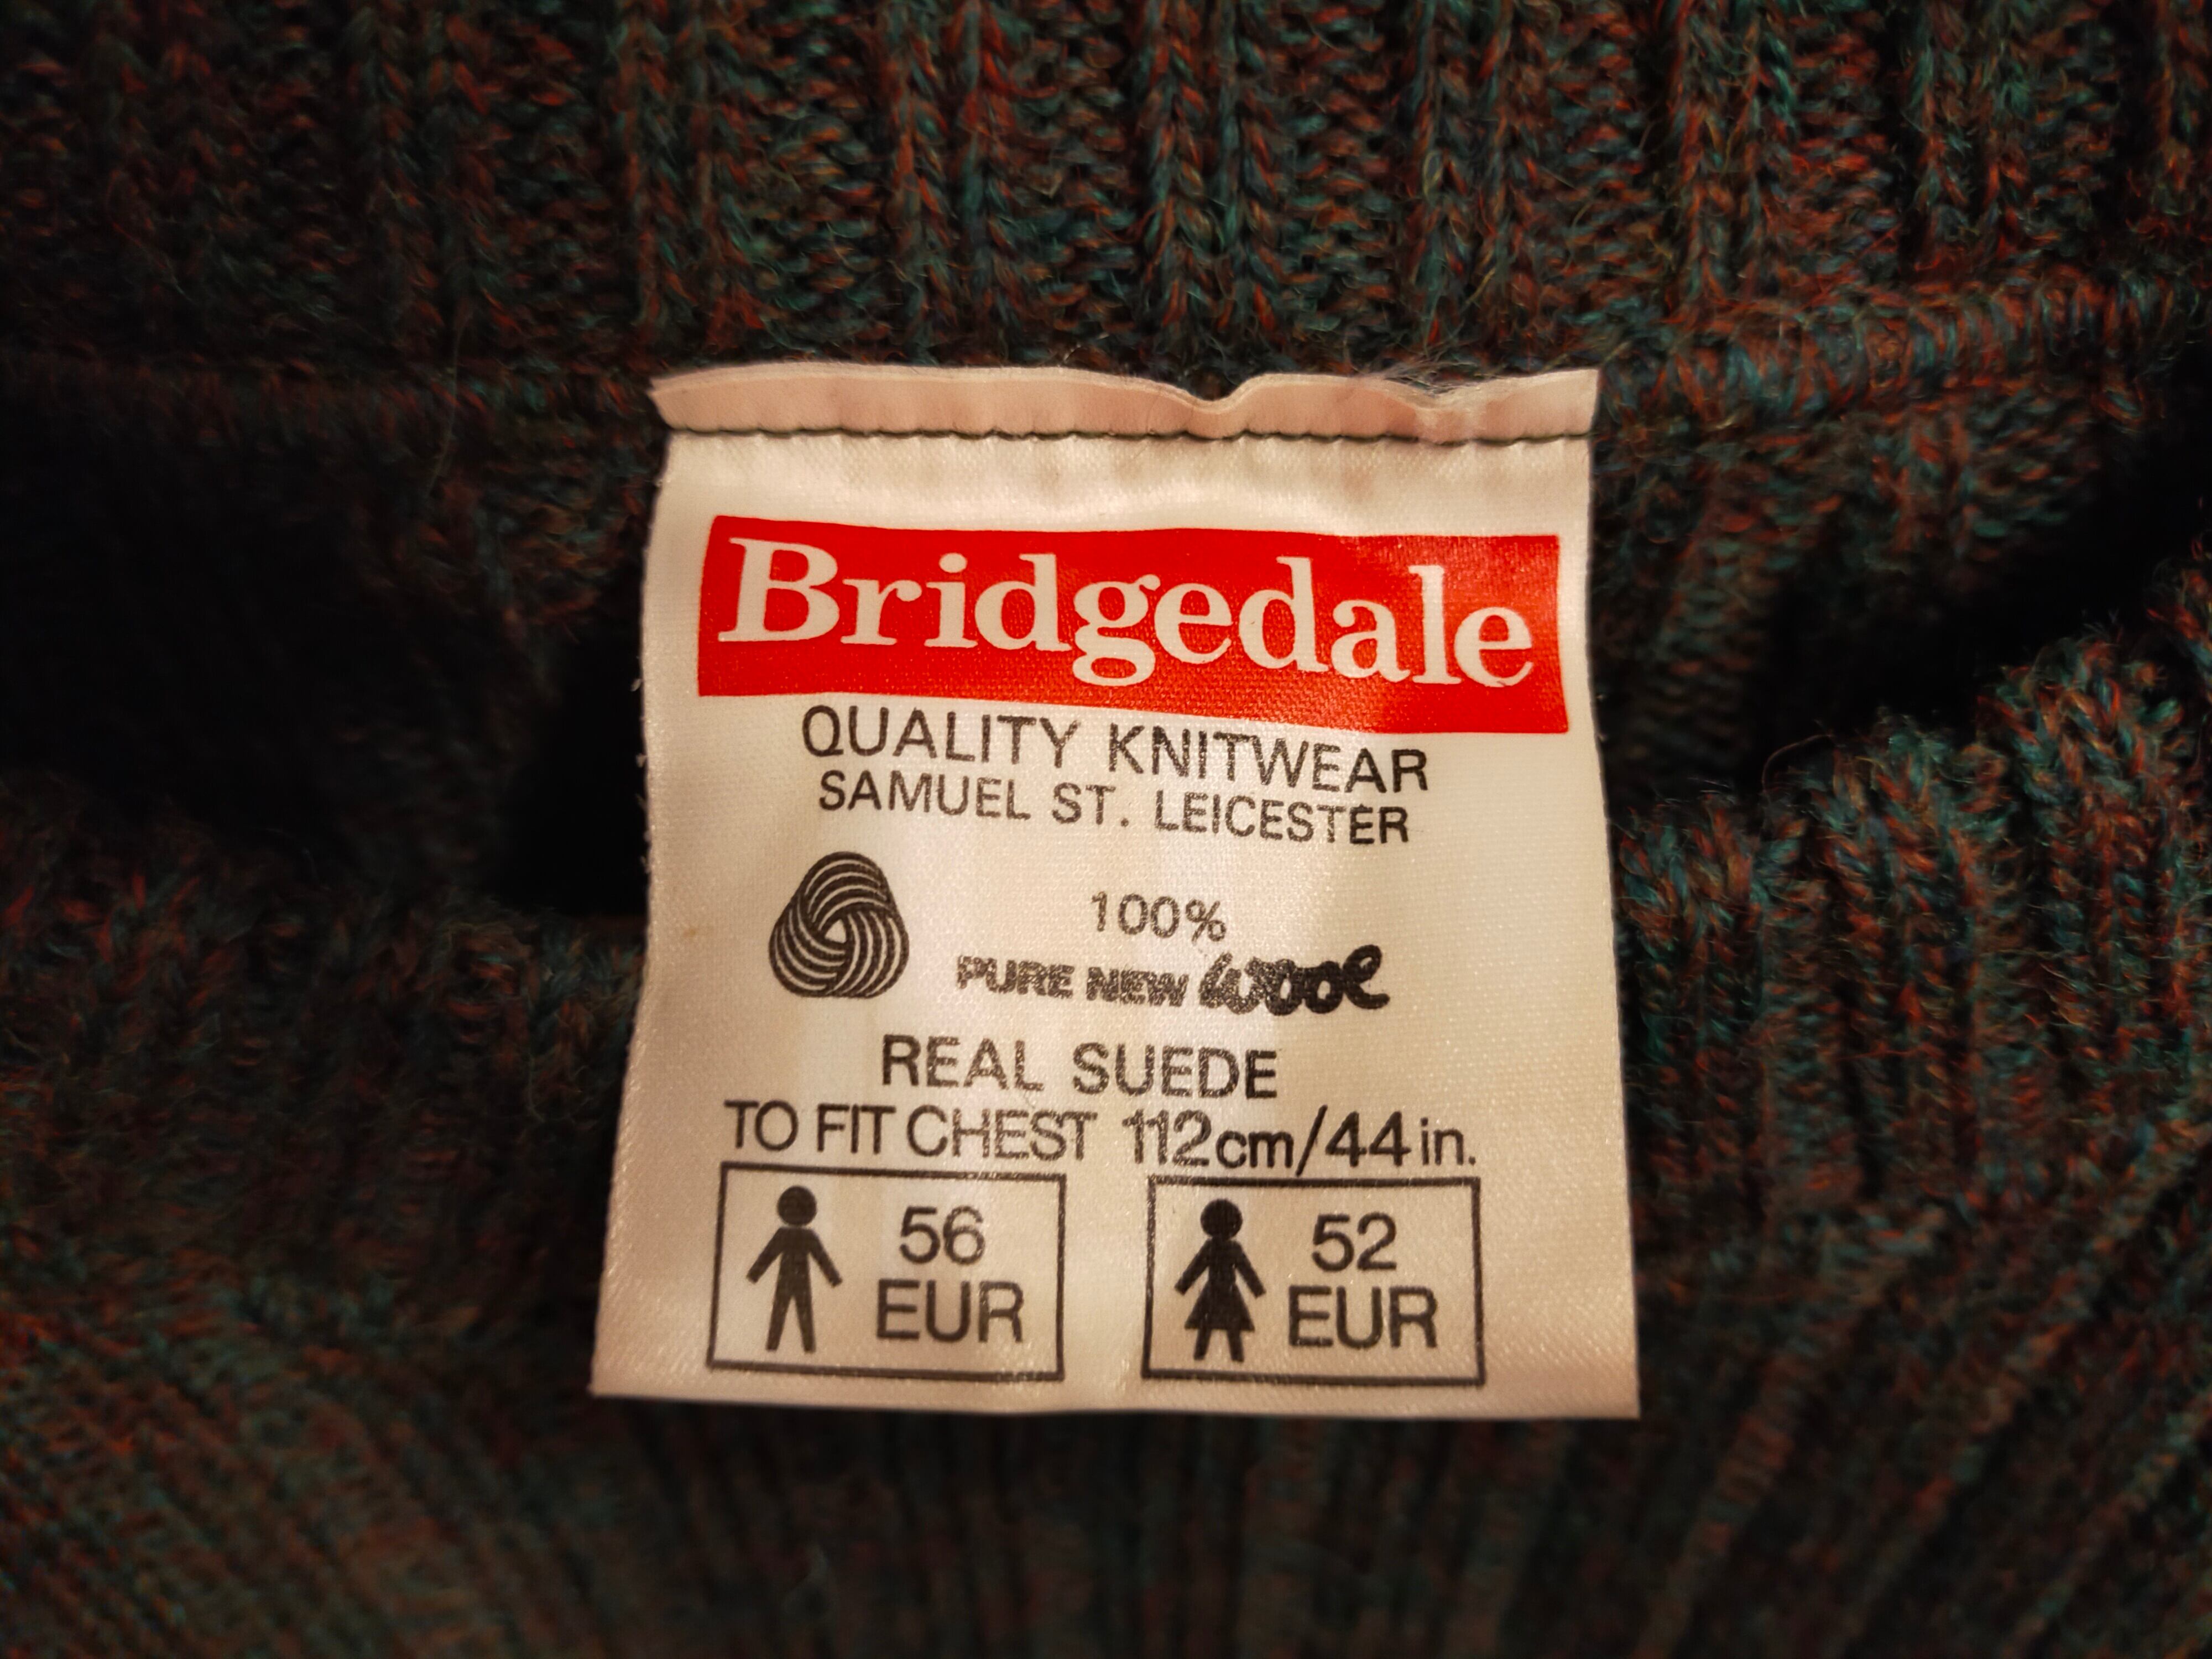 Bridgedale
QUALITY KNITWEAR
SAMUEL ST. LEICESTER
100%
PURE NEW wool
REAL SUEDE
TO FIT CHEST 112cm/44in.
56
EUR
52
EUR